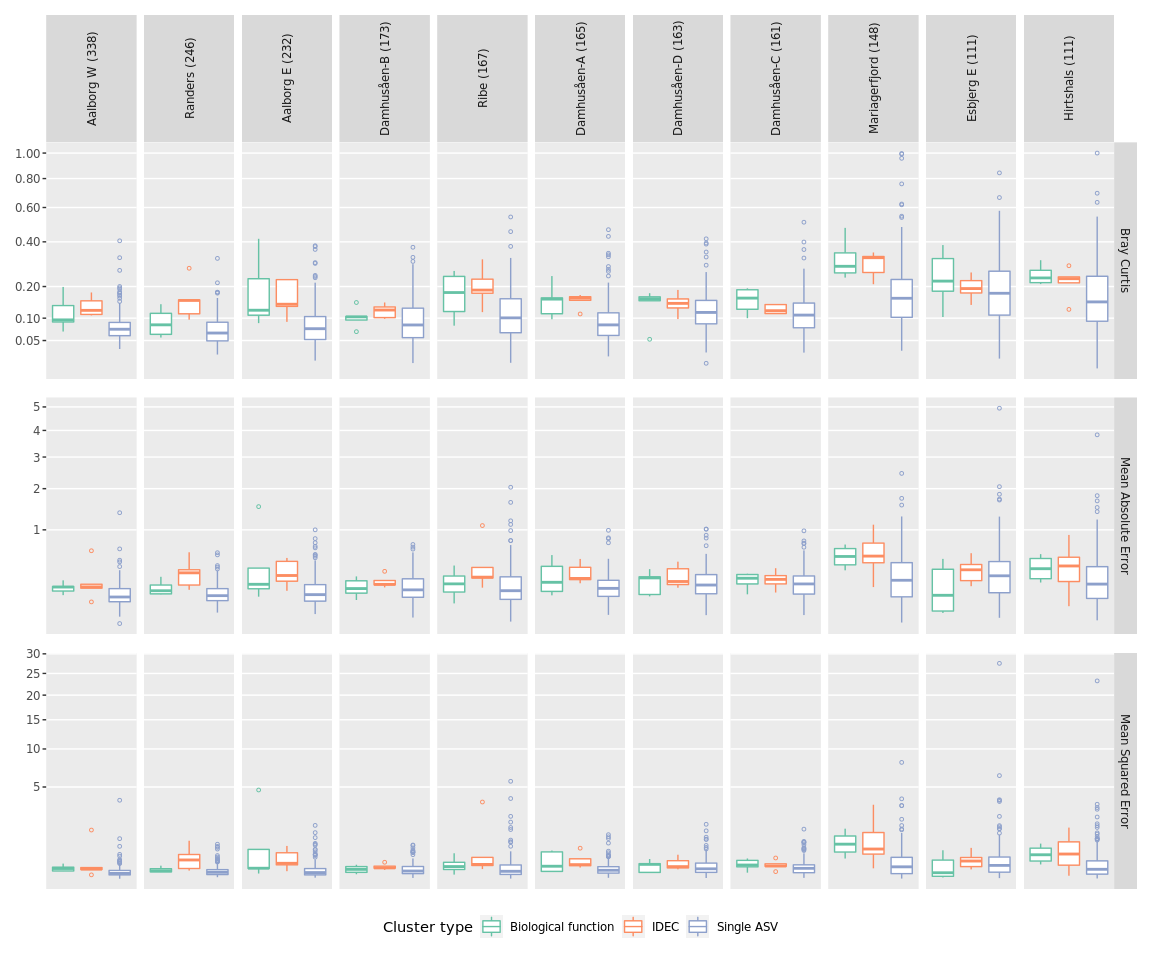 Aalborg W (338)
Randers (246)
Aalborg E (232)
Damhusåen-B (173)
Ribe (167)
Damhusåen-A (165)
Damhusåen-D (163)
Damhusåen-C (161)
Mariagerfjord (148)
Esbjerg E (111)
Hirtshals (111)
1.00
0.80
0.60
0.40
0.20
0.10
0.05
Bray Curtis
5
4
3
2
1
Mean Absolute Error
30
25
20
15
10
5
Mean Squared Error
Cluster type Biological function IDEC Single ASV